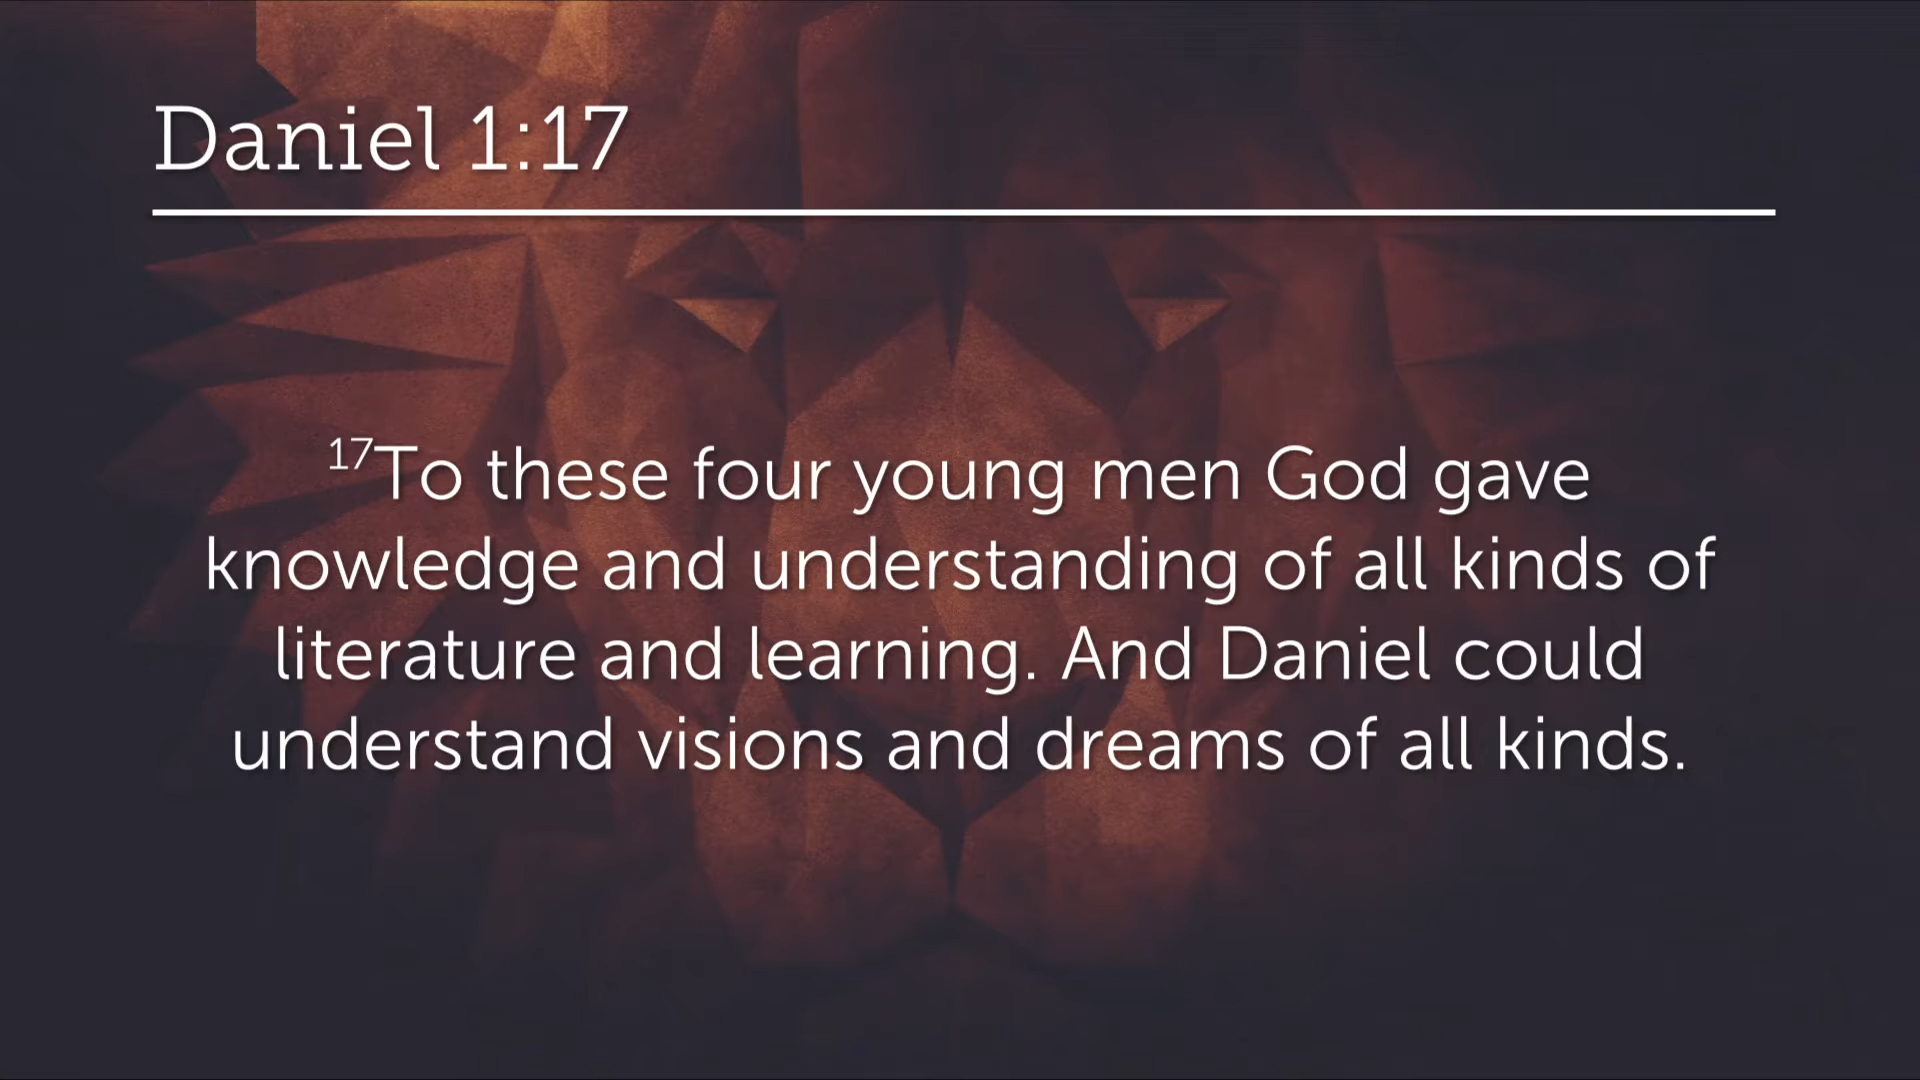 Daniel 1:17
17To these four young men God gave
knowledge and understanding of all kinds of
literature and learning. And Daniel could
understand visions and dreams of all kinds.